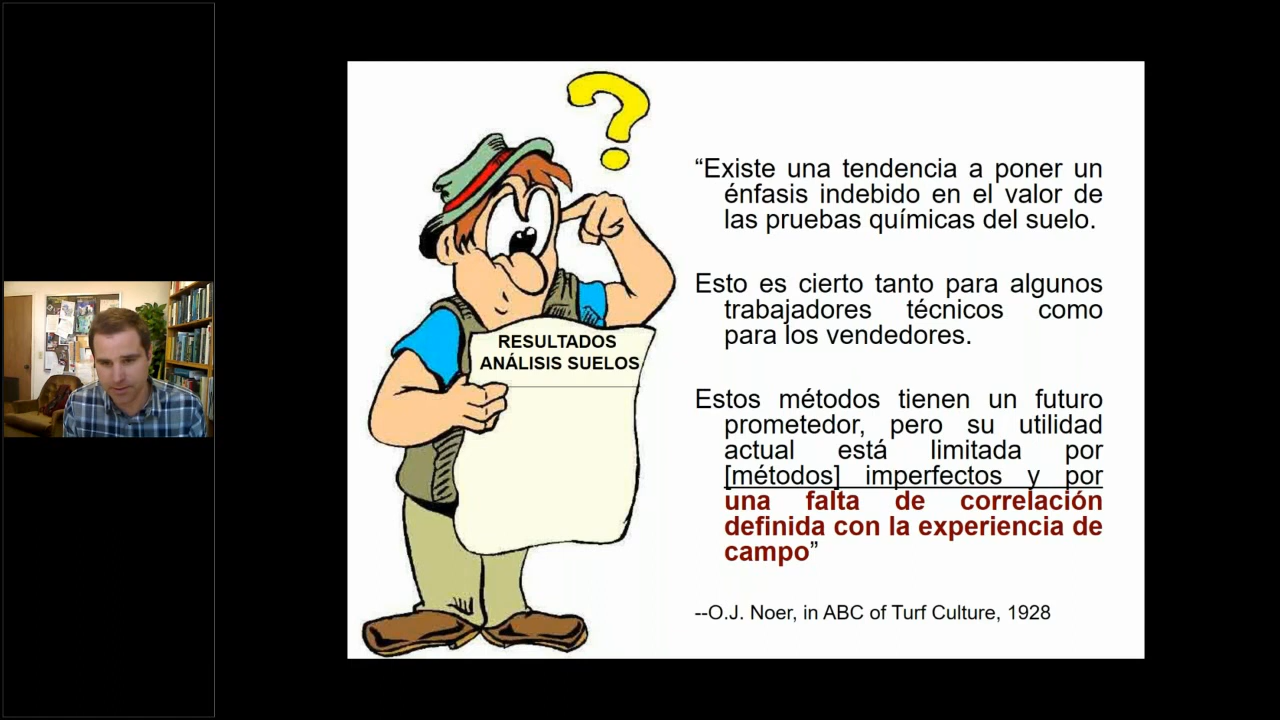 “Existe una tendencia a poner un
énfasis indebido en el valor de
las pruebas químicas del suelo.
Esto es cierto tanto para algunos
trabajadores técnicos como
para los vendedores.
RESULTADOS
ANÁLISIS SUELOS
Estos métodos tienen un futuro
prometedor, pero su utilidad
actual está limitada por
[métodos] imperfectos y por
una falta de correlación
definida con la experiencia de
campo”
--O.J. Noer, in ABC of Turf Culture, 1928